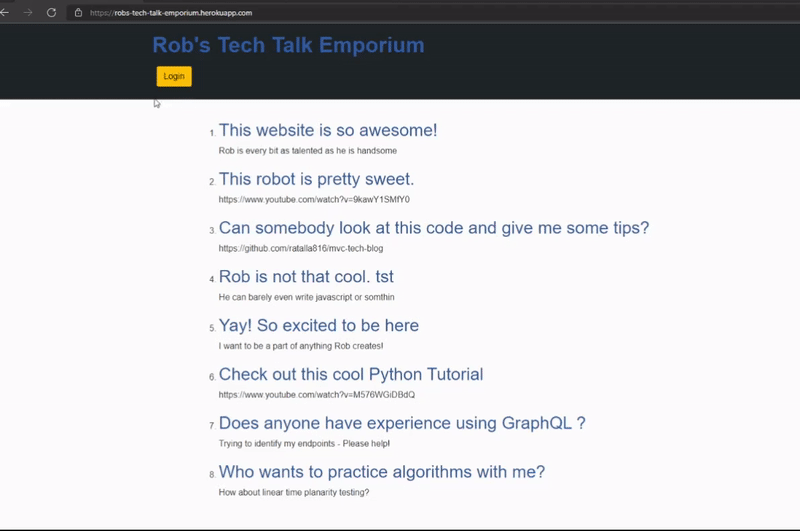 https://robs-tech-talk-emporium.herokuapp.com
Rob's Tech Talk Emporium
Login
1. This website is so awesome!
Rob is every bit as talented as he is handsome
2. This robot is pretty sweet.
https://www.youtube.com/watch?v=9kawY1SMfY0
3. Can somebody look at this code and give me some tips?
https://github.com/ratalla816/mvc-tech-blog
4. Rob is not that cool. tst
He can barely even write javascript or somthin
5. Yay! So excited to be here
I want to be a part of anything Rob creates!
6. Check out this cool Python Tutorial
https://www.youtube.com/watch?v=M576WGiDBdQ
7. Does anyone have experience using GraphQL ?
Trying to identify my endpoints - Please help!
8. Who wants to practice algorithms with me?
How about linear time planarity testing?